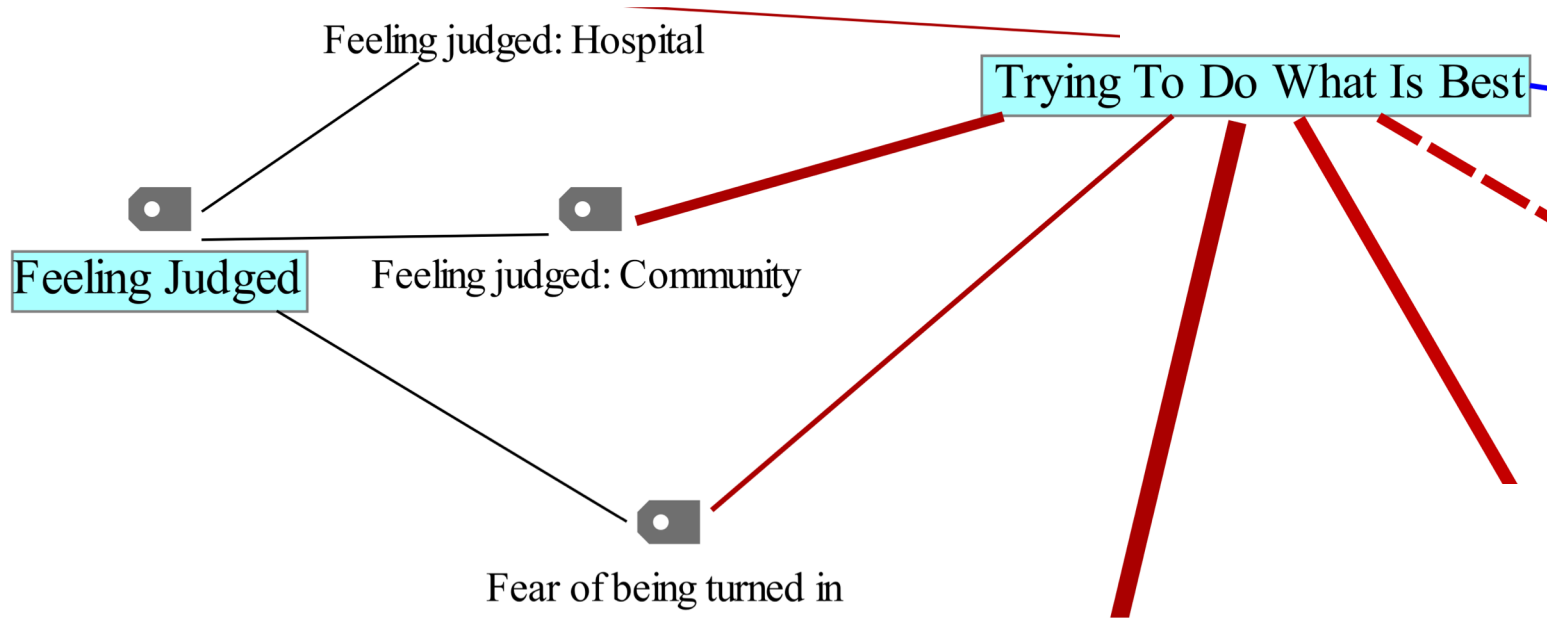 Feeling judged: Hospital
Trying To Do What Is Best
Feeling Judged
Feeling judged: Community
Fear of being turned in